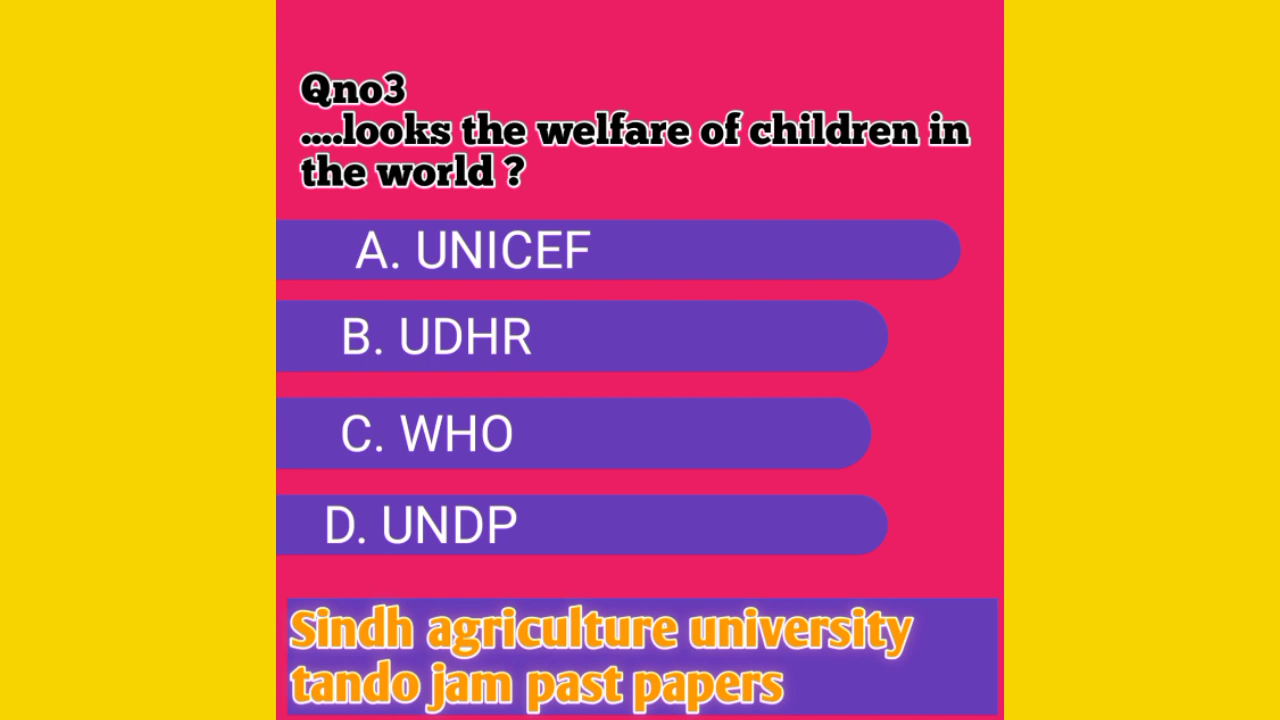 Qno3
....looks the welfare of children in
the world ?
A. UNICEF
B. UDHR
C. WHO
D. UNDP
Sindh agriculture university
tando jam past papers